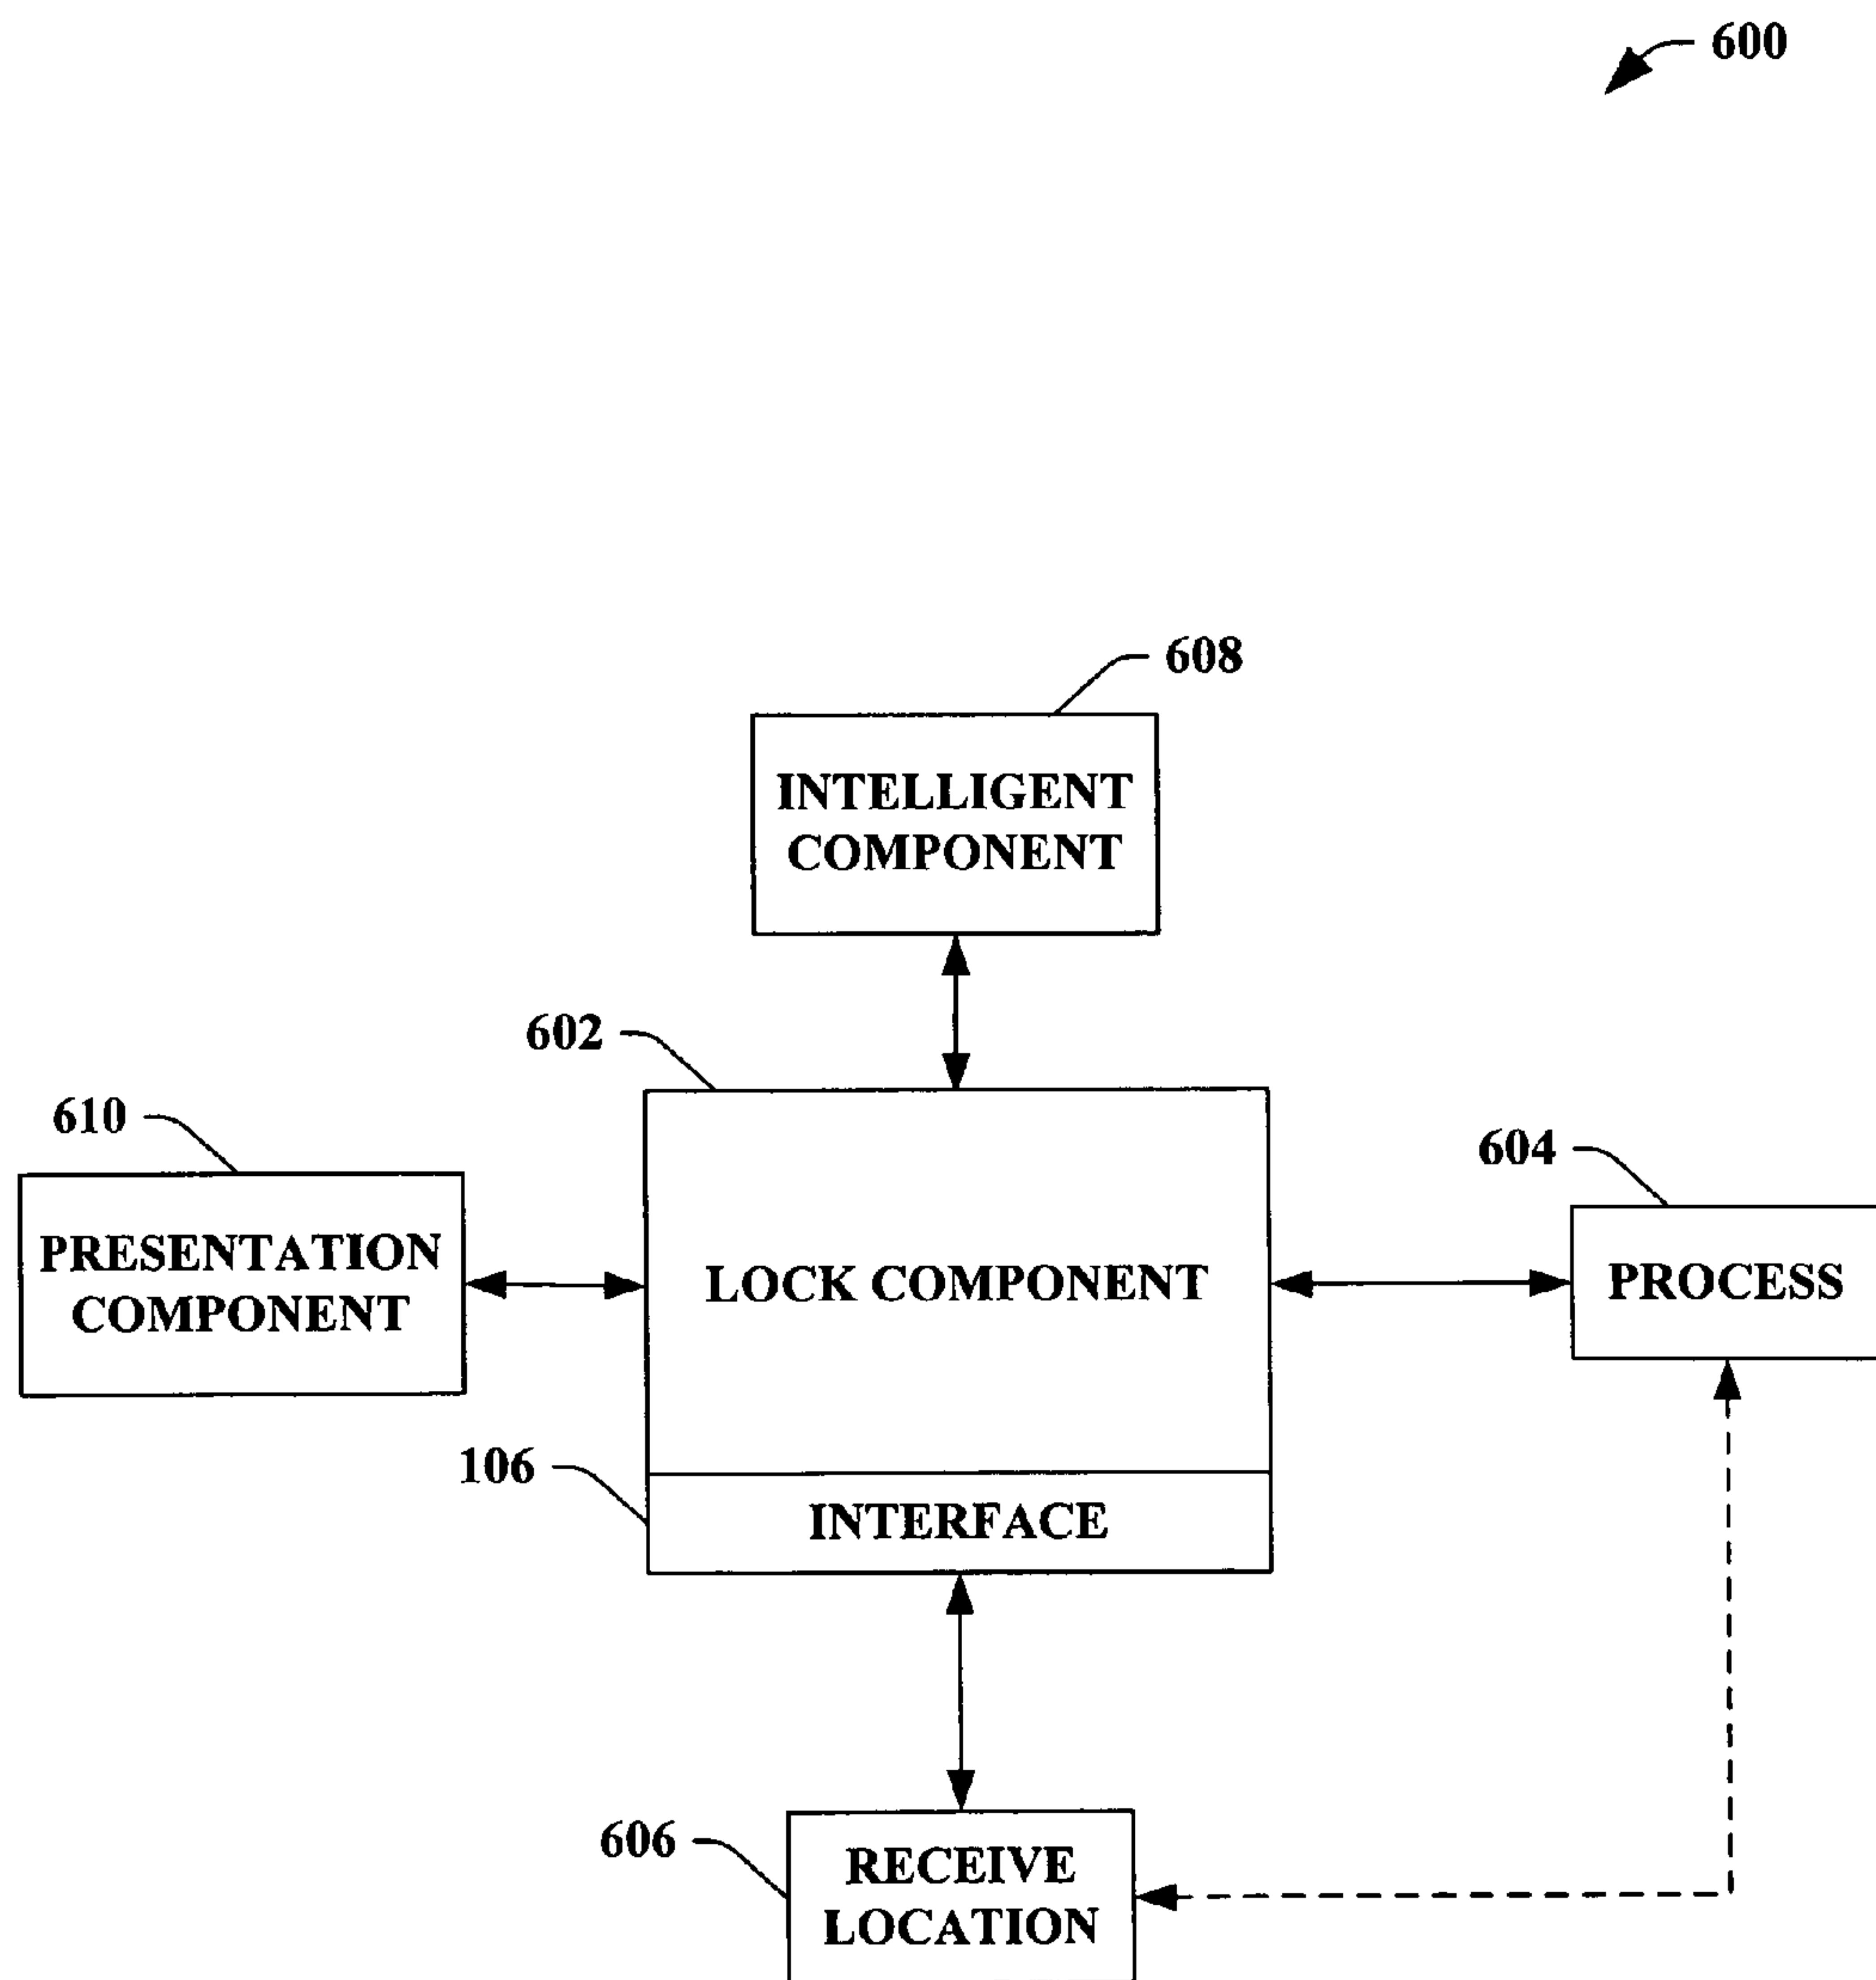 600
608
INTELLIGENT
COMPONENT
602
610
604
PRESENTATION
COMPONENT
LOCK COMPONENT
PROCESS
106
INTERFACE
606
RECEIVE
LOCATION